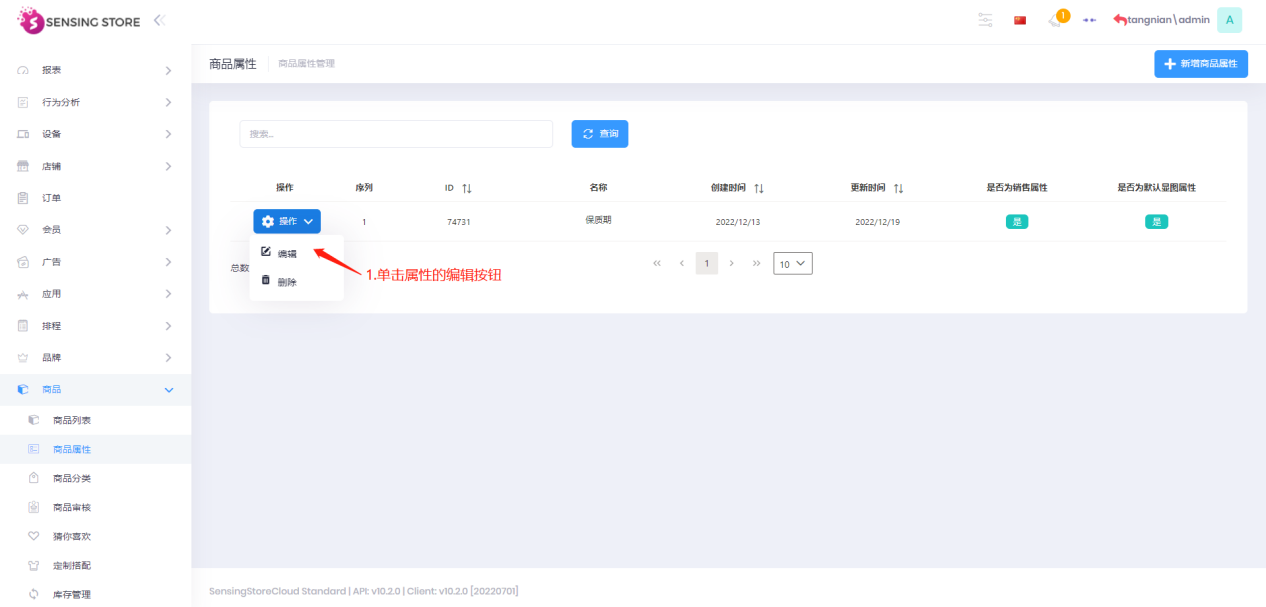 SENSING STORE
1
tangnian\admin
A
报表
行为分析
设备
店铺
订单
会员
广告
应用
排程
品牌
商品
商品列表
商品属性
商品分类
商品审核
猜你喜欢
定制搭配
库存管理
商品属性 商品属性管理
新增商品属性
搜索...
查询
操作 序列 ID 名称 创建时间 更新时间 是否为销售属性 是否为默认显图属性
操作 1 74731 保质期 2022/12/13 2022/12/19 是 是
编辑
删除
总数
1
10
1.单击属性的编辑按钮
SensingStoreCloud Standard | API: v10.2.0 | Client: v10.2.0 [20220701]